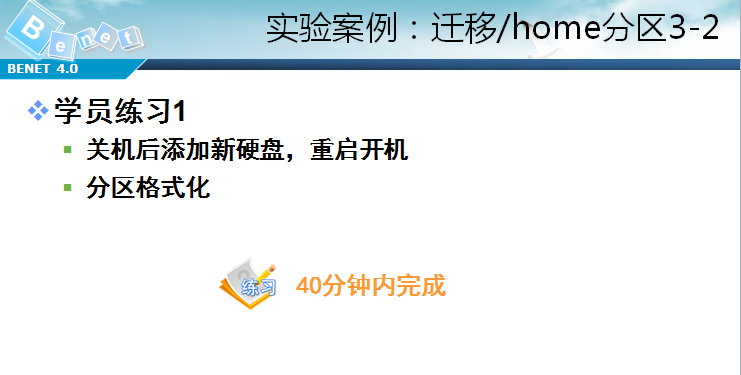 Benet
实验案例：迁移/home分区3-2
BENET 4.0
学员练习1
关机后添加新硬盘，重启开机
分区格式化
练习
40分钟内完成